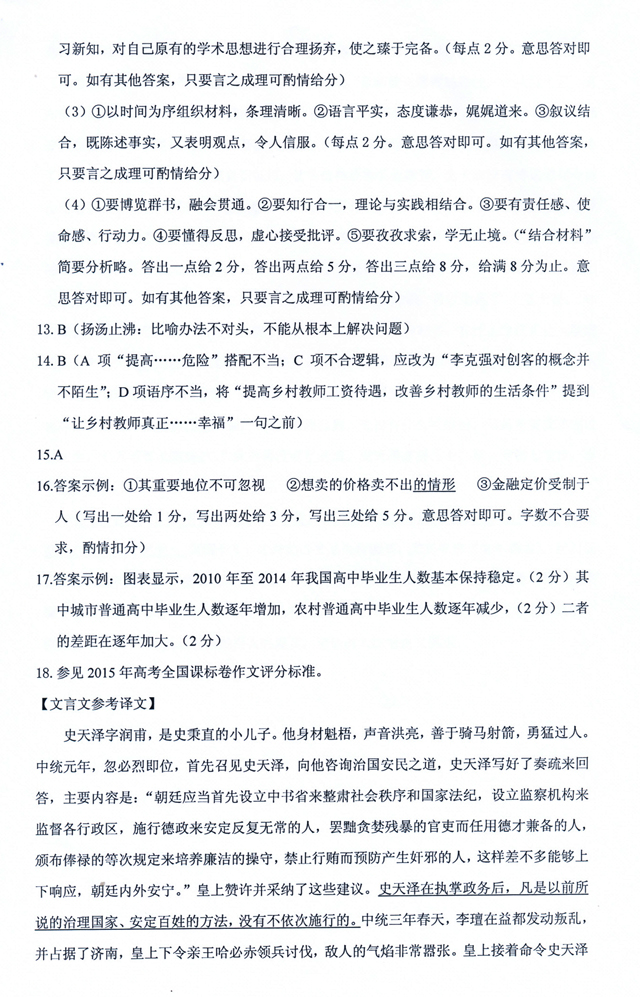 习新知，对自己原有的学术思想进行合理扬弃，使之臻于完备。（每点 2 分。意思答对即
可。如有其他答案，只要言之成理可酌情给分）
（3）①以时间为序组织材料，条理清晰。②语言平实，态度谦恭，娓娓道来。③叙议结
合，既陈述事实，又表明观点，令人信服。（每点 2 分。意思答对即可。如有其他答案，
只要言之成理可酌情给分）
（4）①要博览群书，融会贯通。②要知行合一，理论与实践相结合。③要有责任感、使
命感、行动力。④要懂得反思，虚心接受批评。⑤要孜孜求索，学无止境。（“结合材料”
简要分析略。答出一点给 2 分，答出两点给 5 分，答出三点给 8 分，给满 8 分为止。意
思答对即可。如有其他答案，只要言之成理可酌情给分）
13. B（扬汤止沸：比喻办法不对头，不能从根本上解决问题）
14. B（A 项“提高……危险”搭配不当；C 项不合逻辑，应改为“李克强对创客的概念并
不陌生”；D 项语序不当，将“提高乡村教师工资待遇，改善乡村教师的生活条件”提到
“让乡村教师真正……幸福”一句之前）
15.A
16.答案示例：①其重要地位不可忽视 ②想卖的价格卖不出的情形 ③金融定价受制于
人（写出一处给 1 分，写出两处给 3 分，写出三处给 5 分。意思答对即可。字数不合要
求，酌情扣分）
17.答案示例：图表显示，2010 年至 2014 年我国高中毕业生人数基本保持稳定。（2 分）其
中城市普通高中毕业生人数逐年增加，农村普通高中毕业生人数逐年减少，（2 分）二者
的差距在逐年加大。（2 分）
18. 参见 2015 年高考全国课标卷作文评分标准。
【文言文参考译文】
史天泽字润甫，是史秉直的小儿子。他身材魁梧，声音洪亮，善于骑马射箭，勇猛过人。
中统元年，忽必烈即位，首先召见史天泽，向他咨询治国安民之道，史天泽写好了奏疏来回
答，主要内容是：“朝廷应当首先设立中书省来整肃社会秩序和国家法纪，设立监察机构来
监督各行政区，施行德政来安定反复无常的人，罢黜贪婪残暴的官吏而任用德才兼备的人，
颁布俸禄的等次规定来培养廉洁的操守，禁止行贿而预防产生奸邪的人，这样差不多能够上
下响应，朝廷内外安宁。”皇上赞许并采纳了这些建议。史天泽在执掌政务后，凡是以前所
说的治理国家、安定百姓的方法，没有不依次施行的。中统三年春天，李璮在益都发动叛乱，
并占据了济南，皇上下令亲王哈必赤领兵讨伐，敌人的气焰非常嚣张。皇上接着命令史天泽